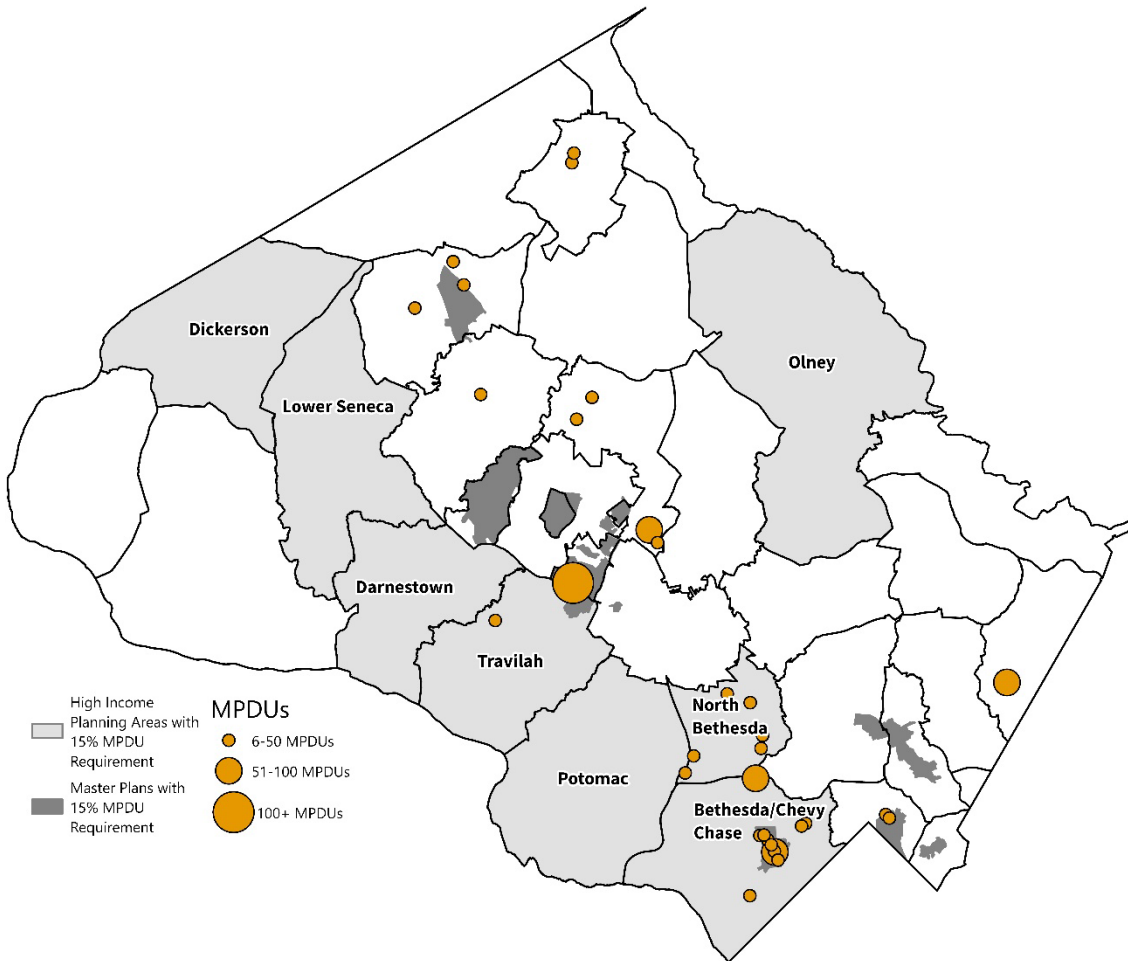 Dickerson
Olney
Lower Seneca
Darnestown
Travilah
North
Bethesda
Potomac
Bethesda/Chevy
Chase
High Income
Planning Areas with
15% MPDU
Requirement
Master Plans with
15% MPDU
Requirement
MPDUs
6-50 MPDUs
51-100 MPDUs
100+ MPDUs